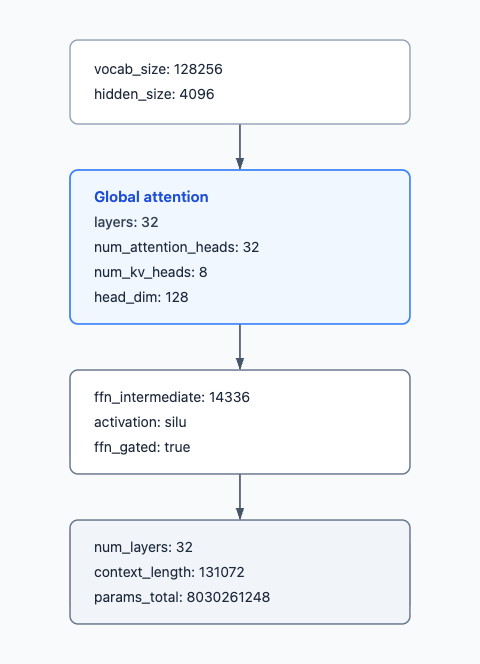 vocab_size: 128256
hidden_size: 4096
Global attention
layers: 32
num_attention_heads: 32
num_kv_heads: 8
head_dim: 128
ffn_intermediate: 14336
activation: silu
ffn_gated: true
num_layers: 32
context_length: 131072
params_total: 8030261248